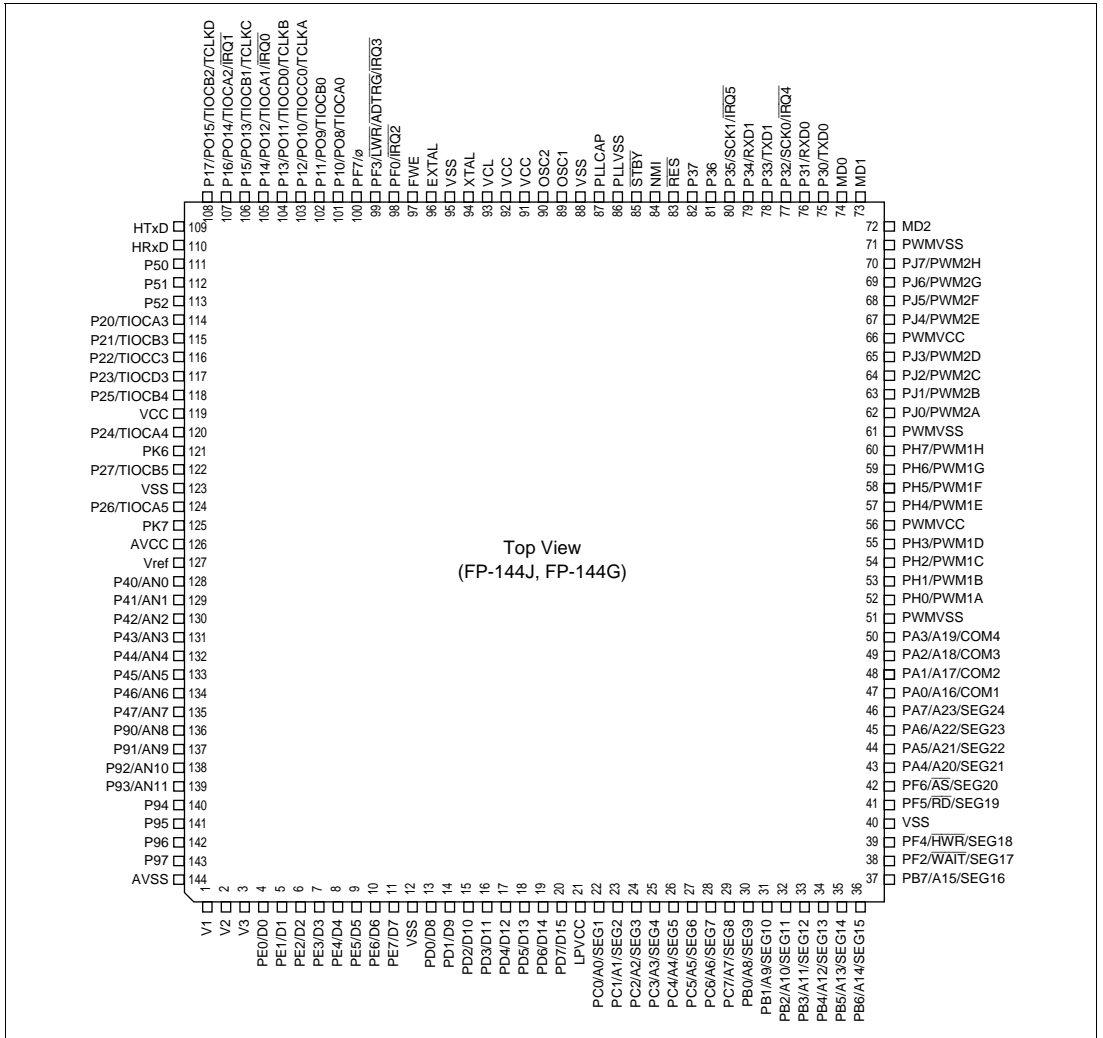 108 P17/PO15/TIOCB2/TCLKD
107 P16/PO14/TIOCA2/IRQ1
106 P15/PO13/TIOCB1/TCLKC
105 P14/PO12/TIOCA1/IRQ0
104 P13/PO11/TIOCD0/TCLKB
103 P12/PO10/TIOCC0/TCLKA
102 P11/PO9/TIOCB0
101 P10/PO8/TIOCA0
100 PF7/ø
99 PF3/LWR/ADTRG/IRQ3
98 PF0/IRQ2
97 FWE
96 EXTAL
95 VSS
94 XTAL
93 VCL
92 VCC
91 VCC
90 OSC2
89 OSC1
88 VSS
87 PLLCAP
86 PLLVSS
85 STBY
84 NMI
83 RES
82 P37
81 P36
80 P35/SCK1/IRQ5
79 P34/RXD1
78 P33/TXD1
77 P32/SCK0/IRQ4
76 P31/RXD0
75 P30/TXD0
74 MD0
73 MD1
HTxD 109
HRxD 110
P50 111
P51 112
P52 113
P20/TIOCA3 114
P21/TIOCB3 115
P22/TIOCC3 116
P23/TIOCD3 117
P25/TIOCB4 118
VCC 119
P24/TIOCA4 120
PK6 121
P27/TIOCB5 122
VSS 123
P26/TIOCA5 124
PK7 125
AVCC 126
Vref 127
P40/AN0 128
P41/AN1 129
P42/AN2 130
P43/AN3 131
P44/AN4 132
P45/AN5 133
P46/AN6 134
P47/AN7 135
P90/AN8 136
P91/AN9 137
P92/AN10 138
P93/AN11 139
P94 140
P95 141
P96 142
P97 143
AVSS 144
Top View
(FP-144J, FP-144G)
72 MD2
71 PWMVSS
70 PJ7/PWM2H
69 PJ6/PWM2G
68 PJ5/PWM2F
67 PJ4/PWM2E
66 PWMVCC
65 PJ3/PWM2D
64 PJ2/PWM2C
63 PJ1/PWM2B
62 PJ0/PWM2A
61 PWMVSS
60 PH7/PWM1H
59 PH6/PWM1G
58 PH5/PWM1F
57 PH4/PWM1E
56 PWMVCC
55 PH3/PWM1D
54 PH2/PWM1C
53 PH1/PWM1B
52 PH0/PWM1A
51 PWMVSS
50 PA3/A19/COM4
49 PA2/A18/COM3
48 PA1/A17/COM2
47 PA0/A16/COM1
46 PA7/A23/SEG24
45 PA6/A22/SEG23
44 PA5/A21/SEG22
43 PA4/A20/SEG21
42 PF6/AS/SEG20
41 PF5/RD/SEG19
40 VSS
39 PF4/HWR/SEG18
38 PF2/WAIT/SEG17
37 PB7/A15/SEG16
V1 1
V2 2
V3 3
PE0/D0 4
PE1/D1 5
PE2/D2 6
PE3/D3 7
PE4/D4 8
PE5/D5 9
PE6/D6 10
PE7/D7 11
VSS 12
PD0/D8 13
PD1/D9 14
PD2/D10 15
PD3/D11 16
PD4/D12 17
PD5/D13 18
PD6/D14 19
PD7/D15 20
LPVCC 21
PC0/A0/SEG1 22
PC1/A1/SEG2 23
PC2/A2/SEG3 24
PC3/A3/SEG4 25
PC4/A4/SEG5 26
PC5/A5/SEG6 27
PC6/A6/SEG7 28
PC7/A7/SEG8 29
PB0/A8/SEG9 30
PB1/A9/SEG10 31
PB2/A10/SEG11 32
PB3/A11/SEG12 33
PB4/A12/SEG13 34
PB5/A13/SEG14 35
PB6/A14/SEG15 36